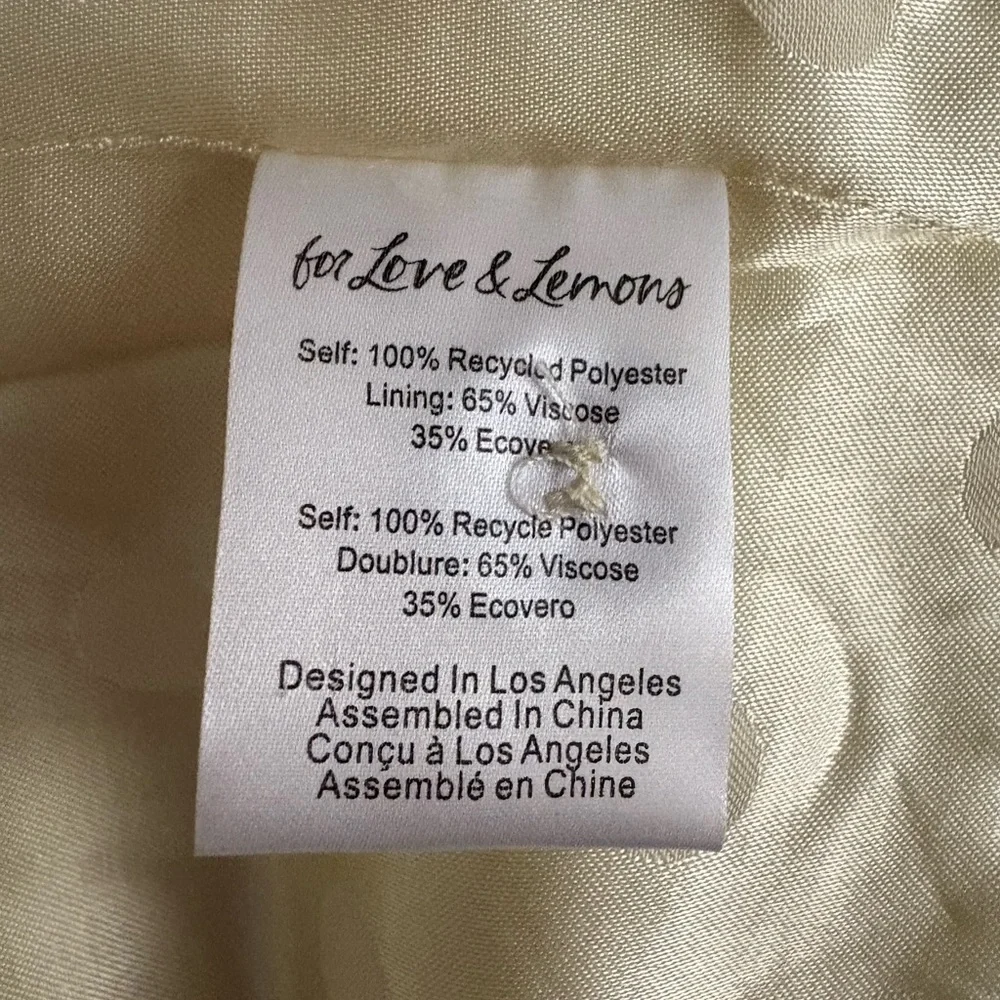 for Love & Lemons
Self: 100% Recycled Polyester
Lining: 65% Viscose
35%
Self: 100% Recycle Polyester
Doublure: 65% Viscose
35% Ecovero
Designed In Los Angeles
Assembled In China
Conçu à Los Angeles
Assemblé en Chine